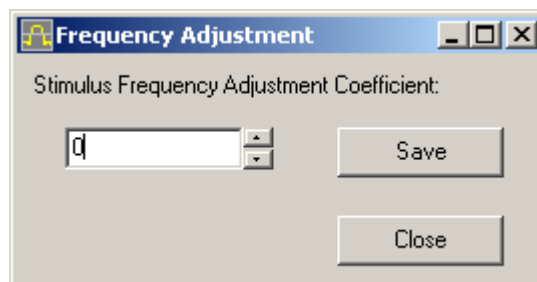 Frequency Adjustment
Stimulus Frequency Adjustment Coefficient:
0
Save
Close